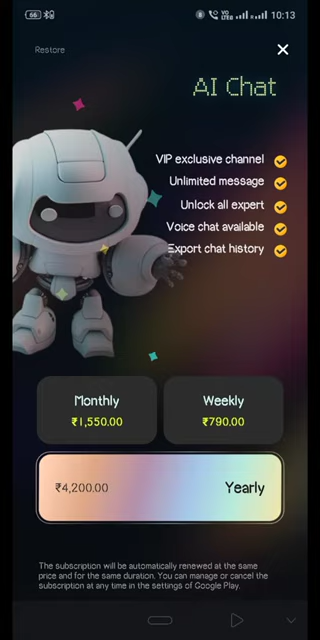 66
VO
LTE
10:13
Restore
AI Chat
VIP exclusive channel
Unlimited message
Unlock all expert
Voice chat available
Export chat history
Monthly
₹1,550.00
Weekly
₹790.00
₹4,200.00
Yearly
The subscription will be automatically renewed at the same
price and for the same duration. You can manage or cancel the
subscription at any time in the settings of Google Play.